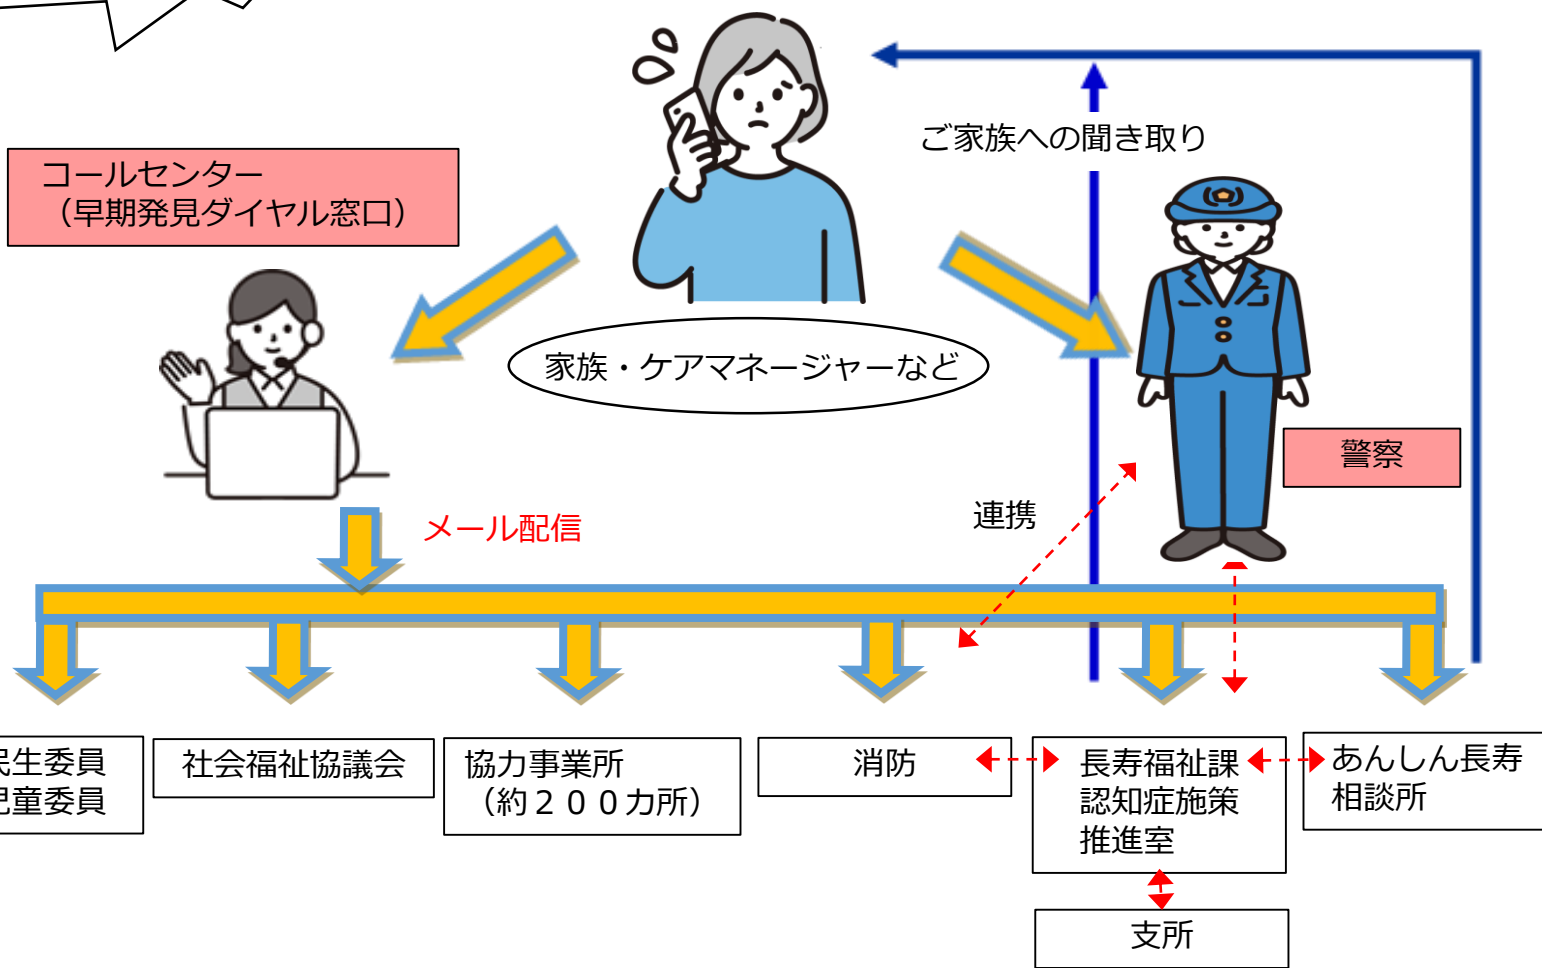 ご家族への聞き取り
コールセンター
（早期発見ダイヤル窓口）
家族・ケアマネージャーなど
警察
メール配信
連携
民生委員
児童委員
社会福祉協議会
協力事業所
（約２００カ所）
消防
長寿福祉課
認知症施策
推進室
あんしん長寿
相談所
支所